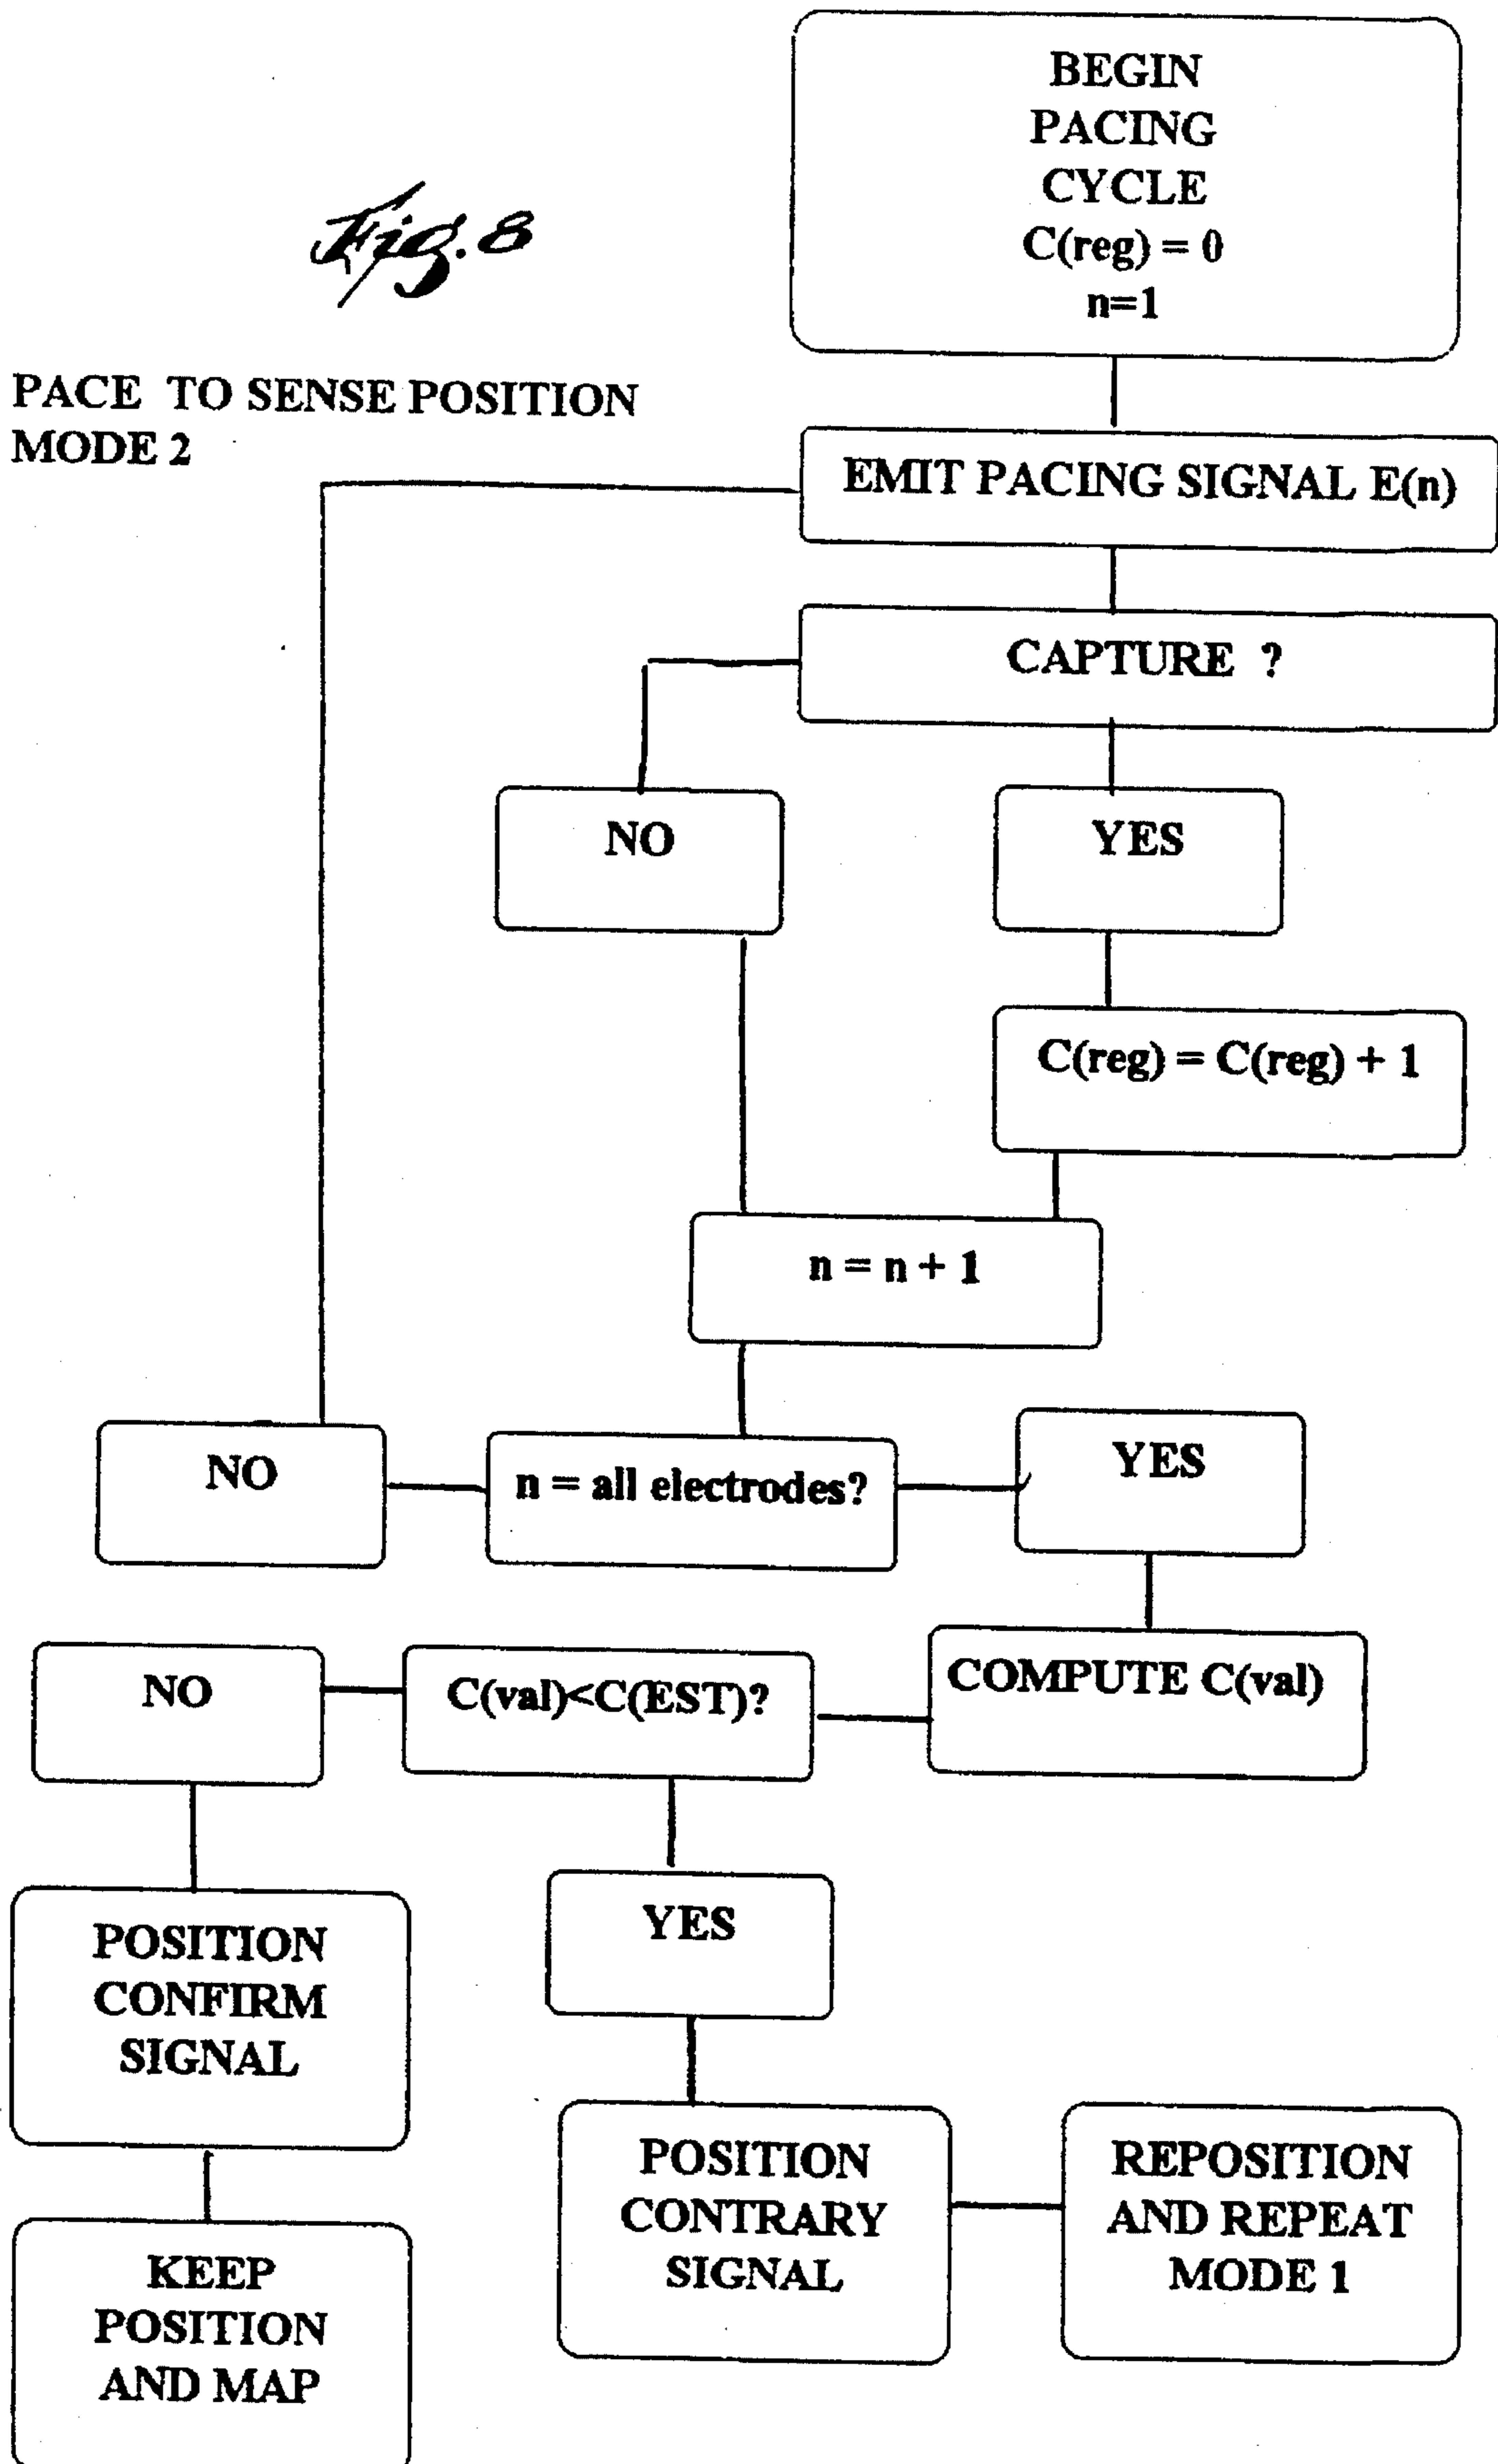 Fig. 8
PACE TO SENSE POSITION
MODE 2
BEGIN
PACING
CYCLE
C(reg) = 0
n=1
EMIT PACING SIGNAL E(n)
CAPTURE ?
NO
YES
C(reg) = C(reg) + 1
n = n + 1
NO
n = all electrodes?
YES
NO
C(val)<C(EST)?
COMPUTE C(val)
POSITION
CONFIRM
SIGNAL
YES
KEEP
POSITION
AND MAP
POSITION
CONTRARY
SIGNAL
REPOSITION
AND REPEAT
MODE 1